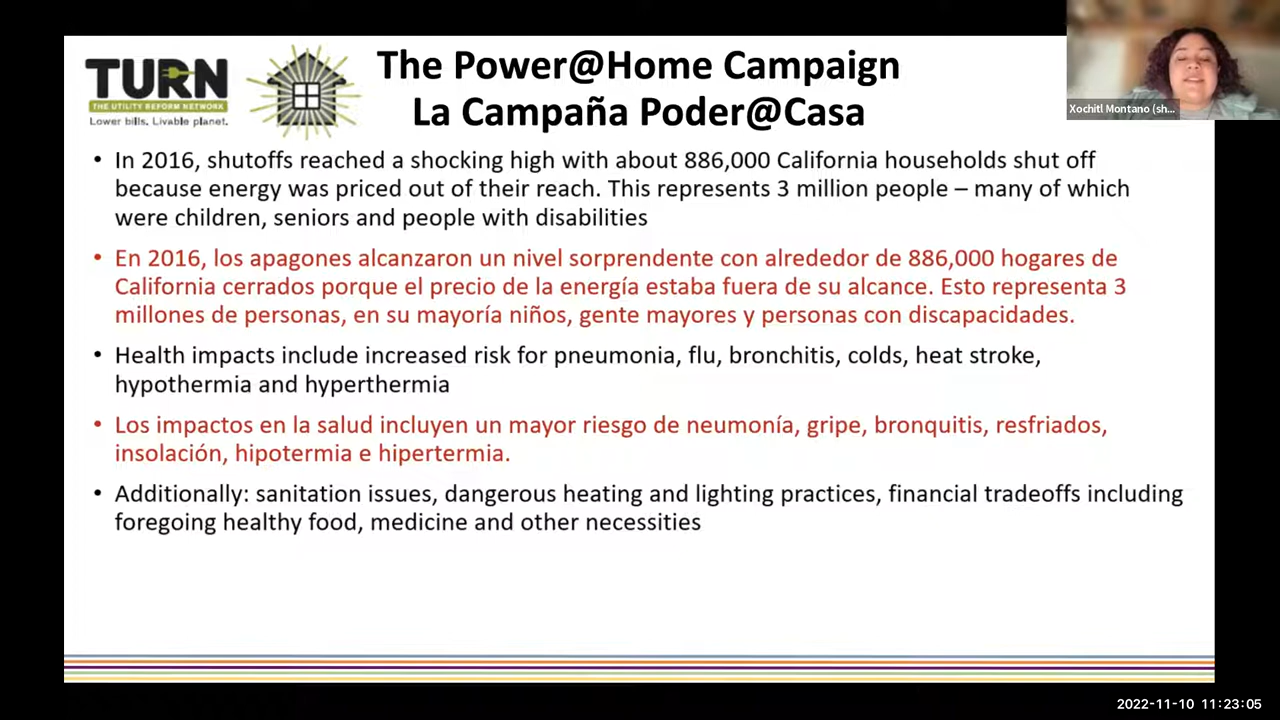 TURN
THE UTILITY REFORM NETWORK
Lower bills. Livable planet.
The Power@Home Campaign
La Campaña Poder@Casa
Xochitl Montano (sh...
• In 2016, shutoffs reached a shocking high with about 886,000 California households shut off
because energy was priced out of their reach. This represents 3 million people – many of which
were children, seniors and people with disabilities
• En 2016, los apagones alcanzaron un nivel sorprendente con alrededor de 886,000 hogares de
California cerrados porque el precio de la energía estaba fuera de su alcance. Esto representa 3
millones de personas, en su mayoría niños, gente mayores y personas con discapacidades.
• Health impacts include increased risk for pneumonia, flu, bronchitis, colds, heat stroke,
hypothermia and hyperthermia
• Los impactos en la salud incluyen un mayor riesgo de neumonía, gripe, bronquitis, resfriados,
insolación, hipotermia e hipertermia.
• Additionally: sanitation issues, dangerous heating and lighting practices, financial tradeoffs including
foregoing healthy food, medicine and other necessities
2022-11-10 11:23:05